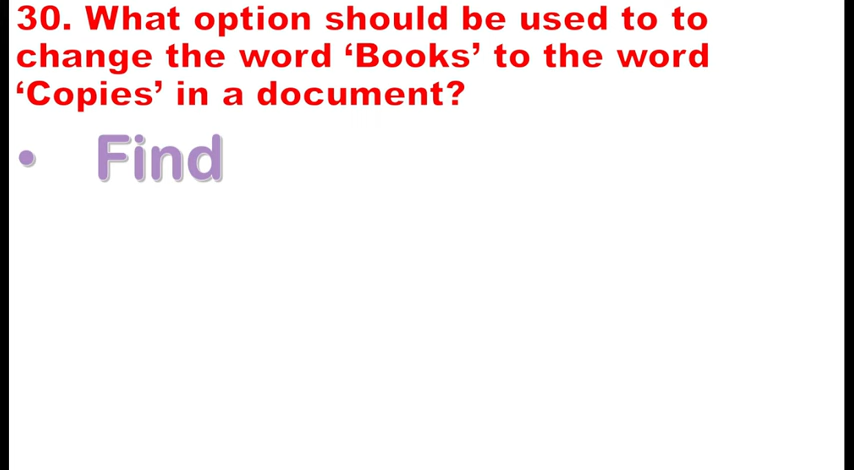 30. What option should be used to to
change the word ‘Books’ to the word
‘Copies’ in a document?
• Find